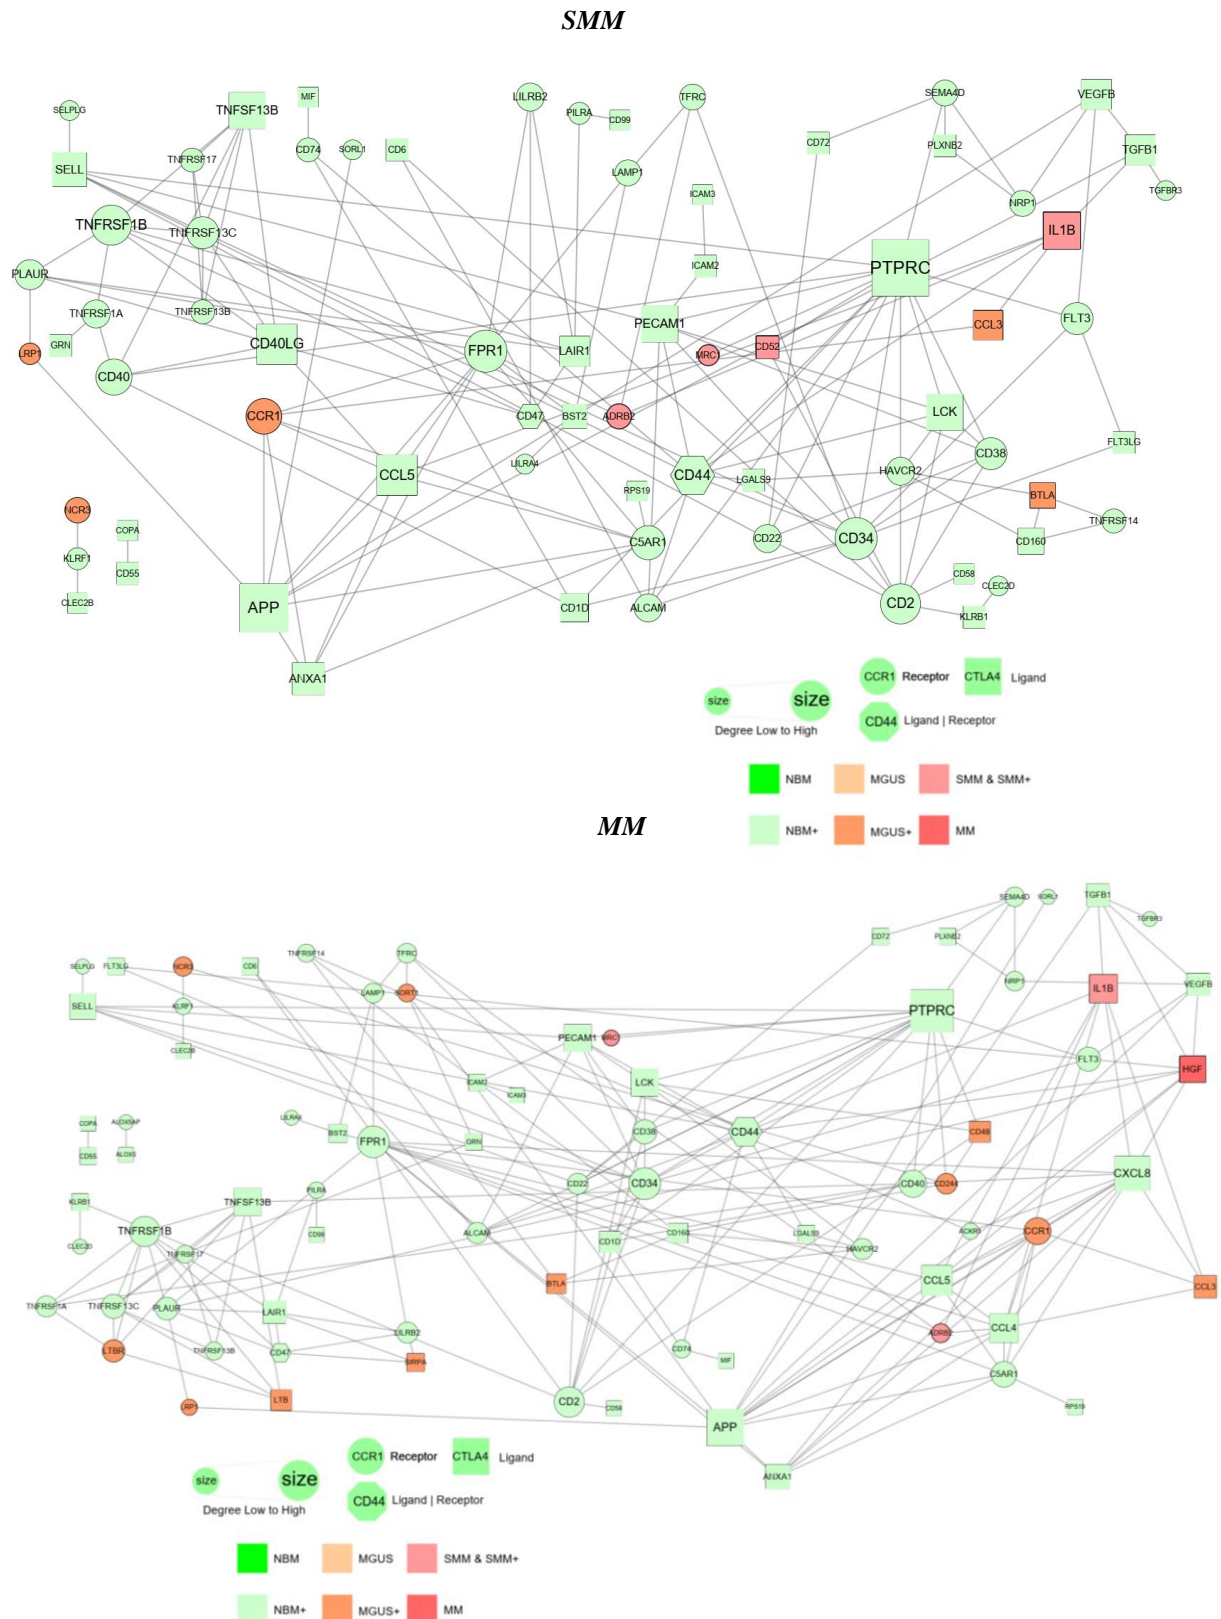 SMM
SELPLG
TNFSF13B
MIF
LILRB2
PILRA
CD99
TFRC
SEMA4D
VEGFB
CD72
PLXNB2
TGFB1
TNFRSF17
CD74
SORL1
CD6
SELL
LAMP1
TGFBR3
ICAM3
NRP1
TNFRSF1B
TNFRSF13C
IL1B
PLAUR
ICAM2
PTPRC
TNFRSF1A
TNFRSF13B
PECAM1
CCL3
FLT3
GRN
LRP1
CD40LG
FPR1
LAIR1
MRC1
CD52
CD40
CCR1
CD47
BST2
ADRB2
LCK
FLT3LG
CD38
LILRA4
CCL5
CD44
LGALS9
HAVCR2
RPS19
BTLA
NCR3
COPA
TNFRSF14
KLRF1
C5AR1
CD22
CD34
CD160
CD55
CD58
CLEC2D
CLEC2B
APP
CD1D
ALCAM
CD2
KLRB1
ANXA1
CCR1 Receptor CTLA4 Ligand
size size
CD44 Ligand | Receptor
Degree Low to High
NBM MGUS SMM & SMM+
NBM+ MGUS+ MM
MM
SEMA4D
SORL1
TGFB1
TGFBR3
CD72
PLXNB2
TNFRSF14
TFRC
SELPLG
FLT3LG
NCR3
CD6
NRP1
IL1B
VEGFB
LAMP1
SORT1
SELL
KLRF1
PTPRC
PECAM1
MRC1
CLEC2B
FLT3
HGF
LCK
ICAM2
ICAM3
COPA
ALOX5AP
LILRA4
BST2
FPR1
GRN
CD38
CD44
CD48
CD55
ALOX5
CXCL8
CD34
CD22
CD40
CD244
KLRB1
TNFSF13B
PILRA
TNFRSF1B
CD99
ALCAM
CD1D
CD160
LGALS9
HAVCR2
ACKR1
CCR1
CLEC2D
TNFRSF17
CCL5
BTLA
CCL3
TNFRSF1A
TNFRSF13C
PLAUR
LAIR1
LILRB2
ADRB2
CCL4
LTBR
TNFRSF13B
CD47
SIRPA
CD74
MIF
C5AR1
LRP1
LTB
CD2
CD58
RPS19
APP
ANXA1
CCR1 Receptor CTLA4 Ligand
size size
CD44 Ligand | Receptor
Degree Low to High
NBM MGUS SMM & SMM+
NBM+ MGUS+ MM